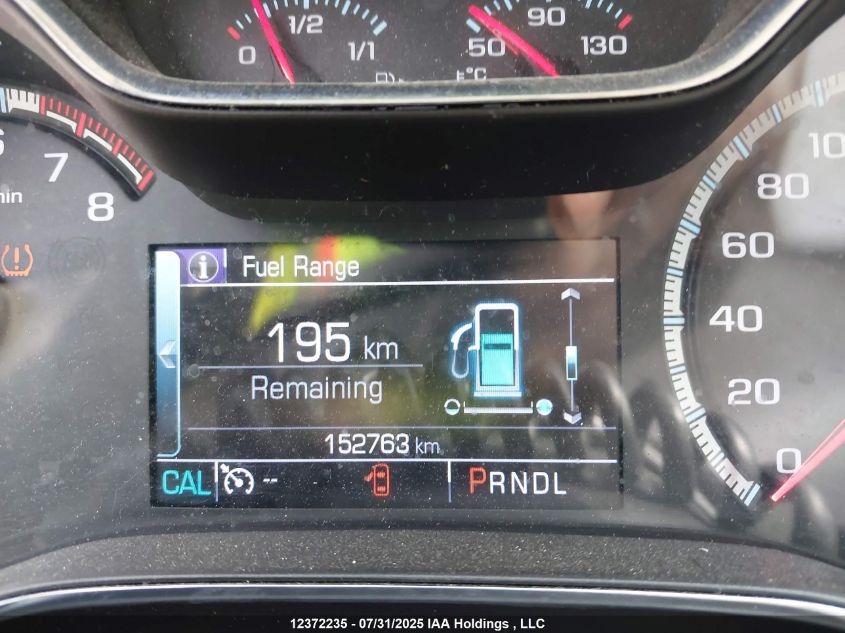 0 1/2 1/1
50 90 130
°C
7
8
Fuel Range
195 km
Remaining
152763 km
CAL -- PRNDL
80
60
40
20
0
12372235 - 07/31/2025 IAA Holdings , LLC